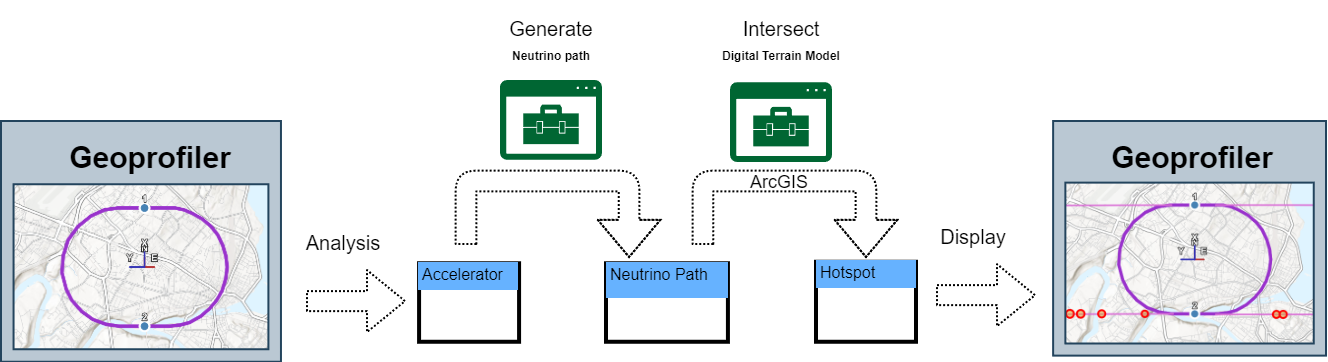 Generate
Neutrino path
Intersect
Digital Terrain Model
Geoprofiler
1
X
Y
E
2
Analysis
Accelerator
Neutrino Path
ArcGIS
Hotspot
Display
Geoprofiler
1
X
Y
E